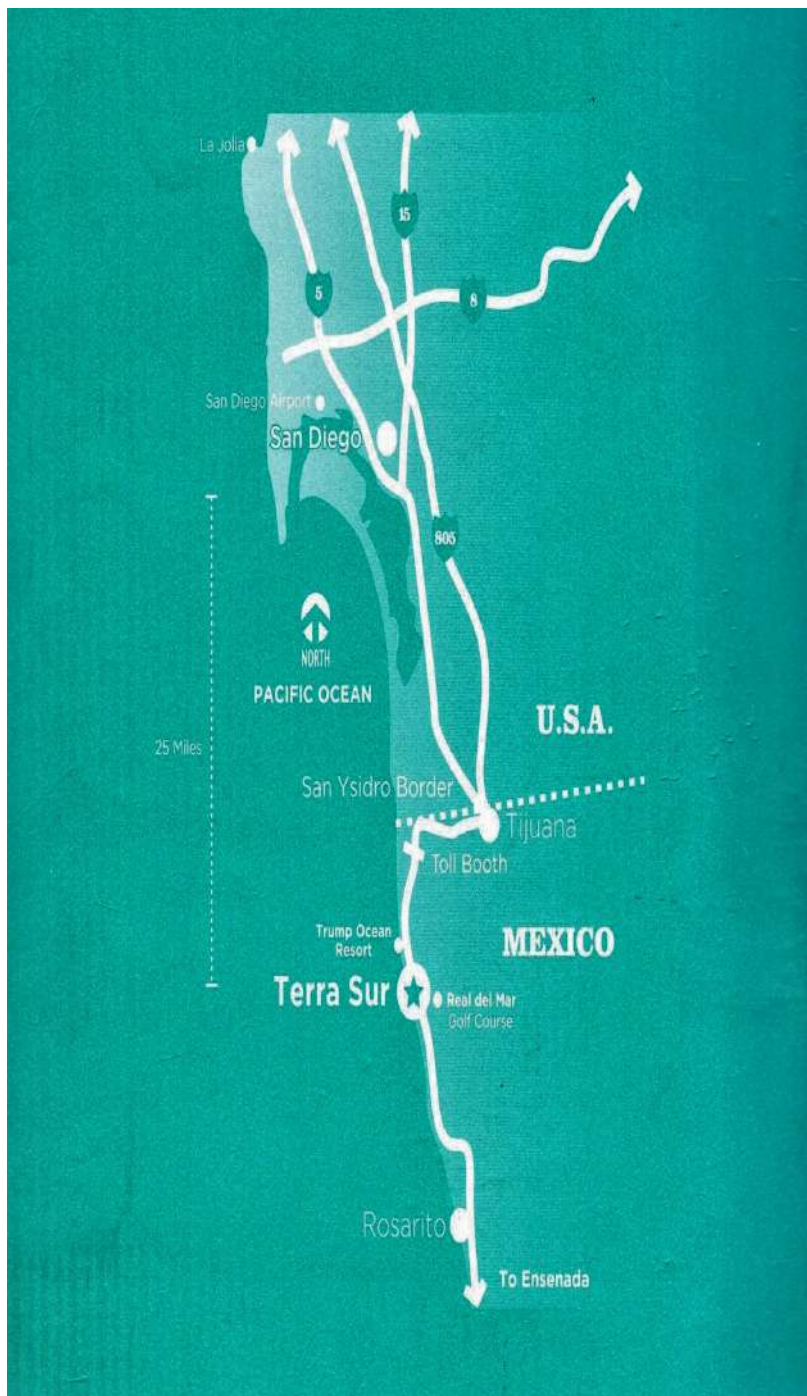 La Jolla
15
5
8
San Diego Airport
San Diego
805
NORTH
PACIFIC OCEAN
U.S.A.
25 Miles
San Ysidro Border
Tijuana
Toll Booth
Trump Ocean
Resort
MEXICO
Terra Sur
Real del Mar
Golf Course
Rosarito
To Ensenada